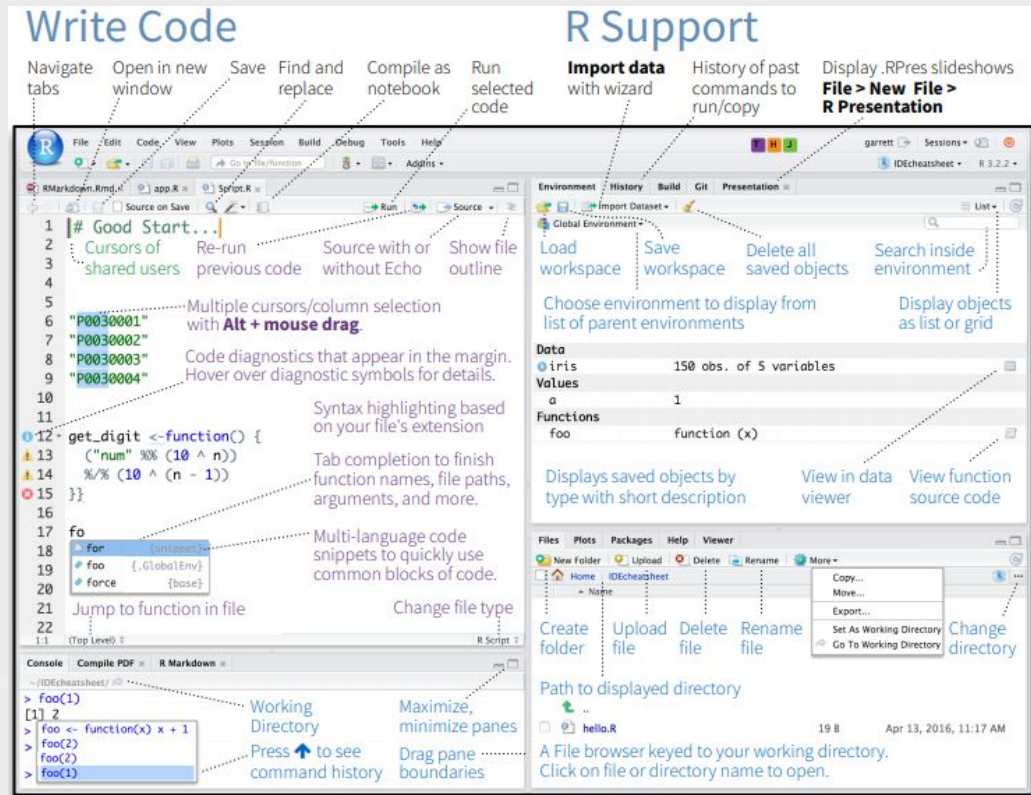 Write Code
R Support
Navigate tabs
Open in new window
Save
Find and replace
Compile as notebook
Run selected code
Import data with wizard
History of past commands to run/copy
Display .RPres slideshows
File > New File >
R Presentation
File Edit Code View Plots Session Build Debug Tools Help
T H J
garrett Sessions
Go to file/function
Addins
IDEcheatsheet R 3.2.2
RMarkdown.Rmd app.R Script.R
Source on Save
Run
Source
1 # Good Start...
2
3
4
Cursors of shared users
Re-run previous code
Source with or without Echo
Show file outline
5
Multiple cursors/column selection
with Alt + mouse drag.
6 "P0030001"
7 "P0030002"
8 "P0030003"
9 "P0030004"
Code diagnostics that appear in the margin.
Hover over diagnostic symbols for details.
10
11
Syntax highlighting based
on your file's extension
12 get_digit <-function() {
13 ("num" %% (10 ^ n))
14 %/% (10 ^ (n - 1))
15 }}
Tab completion to finish
function names, file paths,
arguments, and more.
16
17 fo
18
19
20
for {snippet}
foo {.GlobalEnv}
force {base}
Multi-language code
snippets to quickly use
common blocks of code.
21 Jump to function in file
Change file type
22
1:1 (Top Level)
R Script
Console Compile PDF R Markdown
~/IDEcheatsheet/
> foo(1)
[1] 2
> foo <- function(x) x + 1
> foo(2)
foo(2)
> foo(1)
Working Directory
Maximize, minimize panes
Press ↑ to see command history
Drag pane boundaries
Environment History Build Git Presentation
Import Dataset
List
Global Environment
Load workspace
Save workspace
Delete all saved objects
Search inside environment
Choose environment to display from
list of parent environments
Display objects
as list or grid
Data
iris 150 obs. of 5 variables
Values
a 1
Functions
foo function (x)
Displays saved objects by
type with short description
View in data viewer
View function source code
Files Plots Packages Help Viewer
New Folder Upload Delete Rename More
Home IDEcheatsheet
Name
Copy...
Move...
Export...
Set As Working Directory
Go To Working Directory
Create folder
Upload file
Delete file
Rename file
Change directory
Path to displayed directory
..
hello.R 19 B Apr 13, 2016, 11:17 AM
A File browser keyed to your working directory.
Click on file or directory name to open.